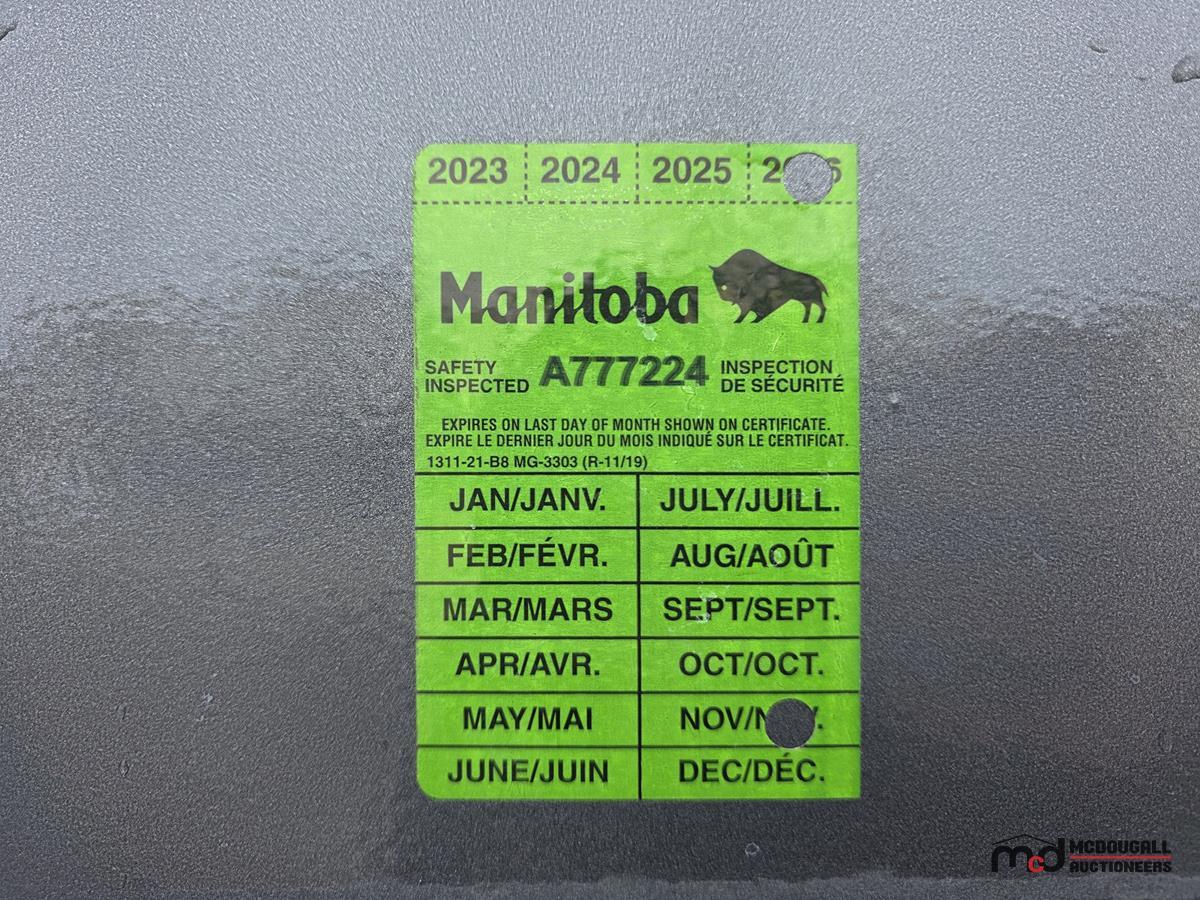 2023 2024 2025
Manitoba
SAFETY INSPECTED A777224 INSPECTION DE SÉCURITÉ
EXPIRES ON LAST DAY OF MONTH SHOWN ON CERTIFICATE.
EXPIRE LE DERNIER JOUR DU MOIS INDIQUÉ SUR LE CERTIFICAT.
1311-21-B8 MG-3303 (R-11/19)
JAN/JANV. JULY/JUILL.
FEB/FÉVR. AUG/AOÛT
MAR/MARS SEPT/SEPT.
APR/AVR. OCT/OCT.
MAY/MAI NOV/
JUNE/JUIN DEC/DÉC.
mcd MCDOUGALL
AUCTIONEERS